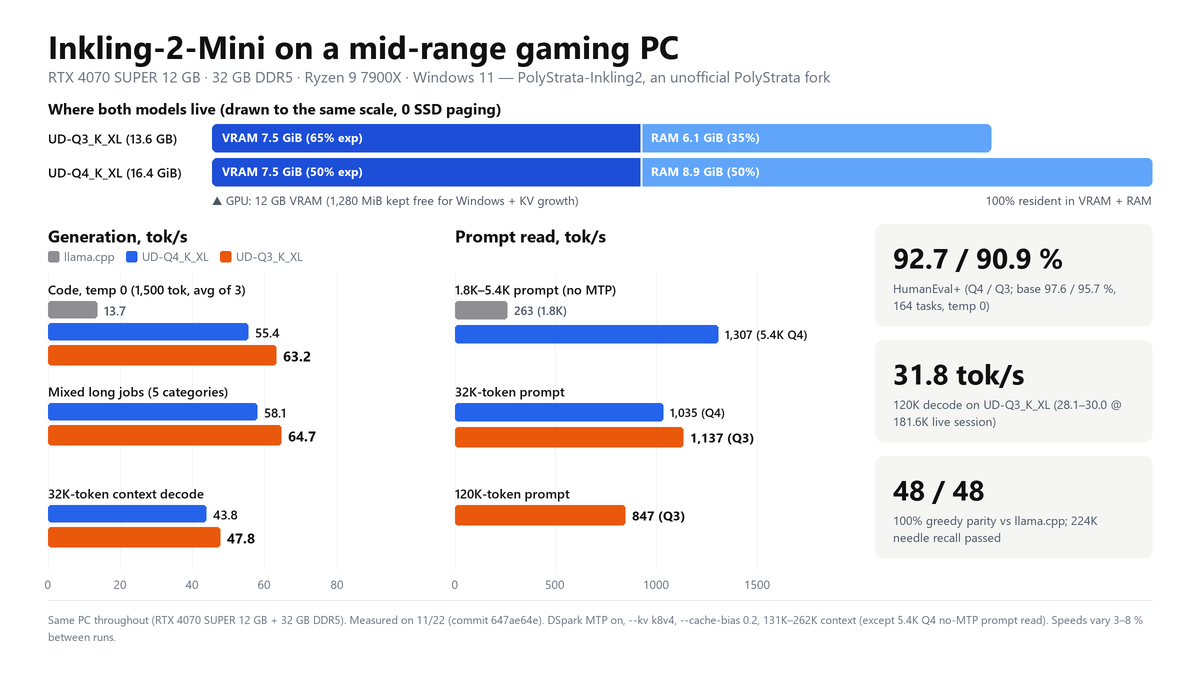 Inkling-2-Mini on a mid-range gaming PC
RTX 4070 SUPER 12 GB · 32 GB DDR5 · Ryzen 9 7900X · Windows 11 — PolyStrata-Inkling2, an unofficial PolyStrata fork
Where both models live (drawn to the same scale, 0 SSD paging)
UD-Q3_K_XL (13.6 GB)
VRAM 7.5 GiB (65% exp)
RAM 6.1 GiB (35%)
UD-Q4_K_XL (16.4 GiB)
VRAM 7.5 GiB (50% exp)
RAM 8.9 GiB (50%)
▲ GPU: 12 GB VRAM (1,280 MiB kept free for Windows + KV growth)
100% resident in VRAM + RAM
Generation, tok/s
llama.cpp
UD-Q4_K_XL
UD-Q3_K_XL
Code, temp 0 (1,500 tok, avg of 3)
13.7
55.4
63.2
Mixed long jobs (5 categories)
58.1
64.7
32K-token context decode
43.8
47.8
0
20
40
60
80
Prompt read, tok/s
1.8K–5.4K prompt (no MTP)
263 (1.8K)
1,307 (5.4K Q4)
32K-token prompt
1,035 (Q4)
1,137 (Q3)
120K-token prompt
847 (Q3)
0
500
1000
1500
92.7 / 90.9 %
HumanEval+ (Q4 / Q3; base 97.6 / 95.7 %,
164 tasks, temp 0)
31.8 tok/s
120K decode on UD-Q3_K_XL (28.1–30.0 @
181.6K live session)
48 / 48
100% greedy parity vs llama.cpp; 224K
needle recall passed
Same PC throughout (RTX 4070 SUPER 12 GB + 32 GB DDR5). Measured on 11/22 (commit 647ae64e). DSpark MTP on, --kv k8v4, --cache-bias 0.2, 131K–262K context (except 5.4K Q4 no-MTP prompt read). Speeds vary 3–8 %
between runs.